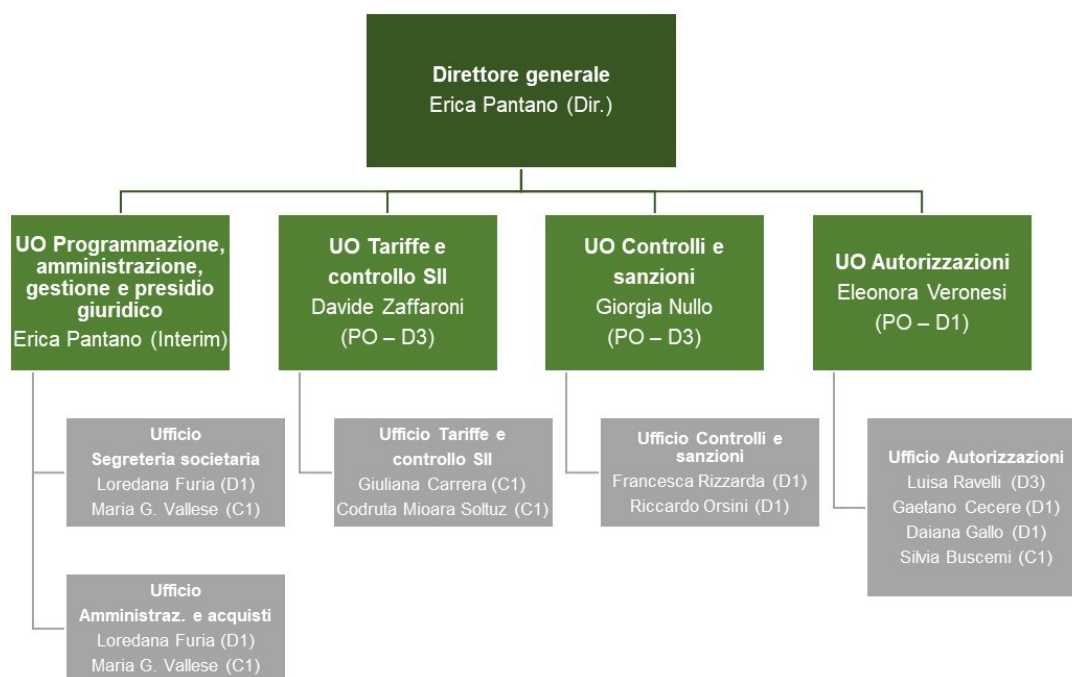 Direttore generale
Erica Pantano (Dir.)
UO Programmazione,
amministrazione,
gestione e presidio
giuridico
Erica Pantano (Interim)
UO Tariffe e
controllo SII
Davide Zaffaroni
(PO – D3)
UO Controlli e
sanzioni
Giorgia Nullo
(PO – D3)
UO Autorizzazioni
Eleonora Veronesi
(PO – D1)
Ufficio
Segreteria societaria
Loredana Furia (D1)
Maria G. Vallese (C1)
Ufficio
Amministraz. e acquisti
Loredana Furia (D1)
Maria G. Vallese (C1)
Ufficio Tariffe e
controllo SII
Giuliana Carrera (C1)
Codruta Mioara Soltuz (C1)
Ufficio Controlli e
sanzioni
Francesca Rizzarda (D1)
Riccardo Orsini (D1)
Ufficio Autorizzazioni
Luisa Ravelli (D3)
Gaetano Cecere (D1)
Daiana Gallo (D1)
Silvia Buscemi (C1)